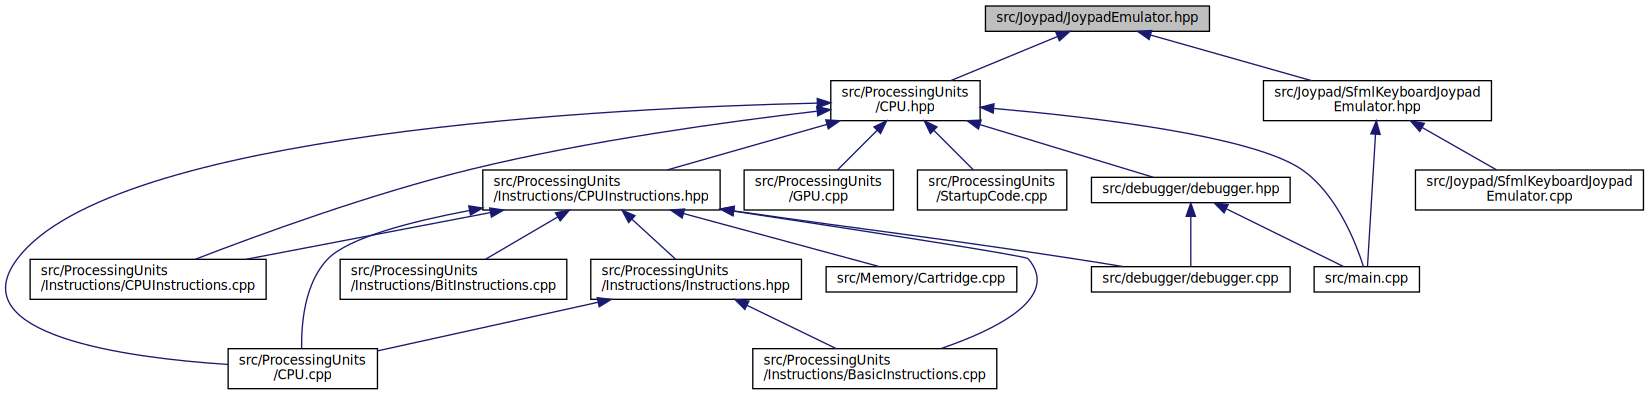 src/Joypad/JoypadEmulator.hpp
src/ProcessingUnits
/CPU.hpp
src/Joypad/SfmlKeyboardJoypad
Emulator.hpp
src/ProcessingUnits
/Instructions/CPUInstructions.hpp
src/ProcessingUnits
/GPU.cpp
src/ProcessingUnits
/StartupCode.cpp
src/debugger/debugger.hpp
src/Joypad/SfmlKeyboardJoypad
Emulator.cpp
src/ProcessingUnits
/Instructions/CPUInstructions.cpp
src/ProcessingUnits
/Instructions/BitInstructions.cpp
src/ProcessingUnits
/Instructions/Instructions.hpp
src/Memory/Cartridge.cpp
src/debugger/debugger.cpp
src/main.cpp
src/ProcessingUnits
/CPU.cpp
src/ProcessingUnits
/Instructions/BasicInstructions.cpp